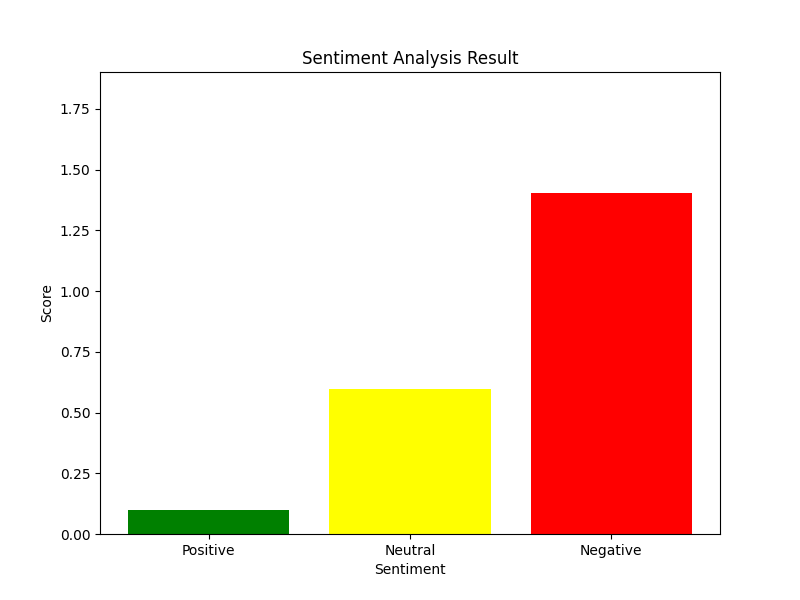 Sentiment Analysis Result
1.75
1.50
1.25
1.00
0.75
0.50
0.25
0.00
Score
Positive Neutral Negative
Sentiment